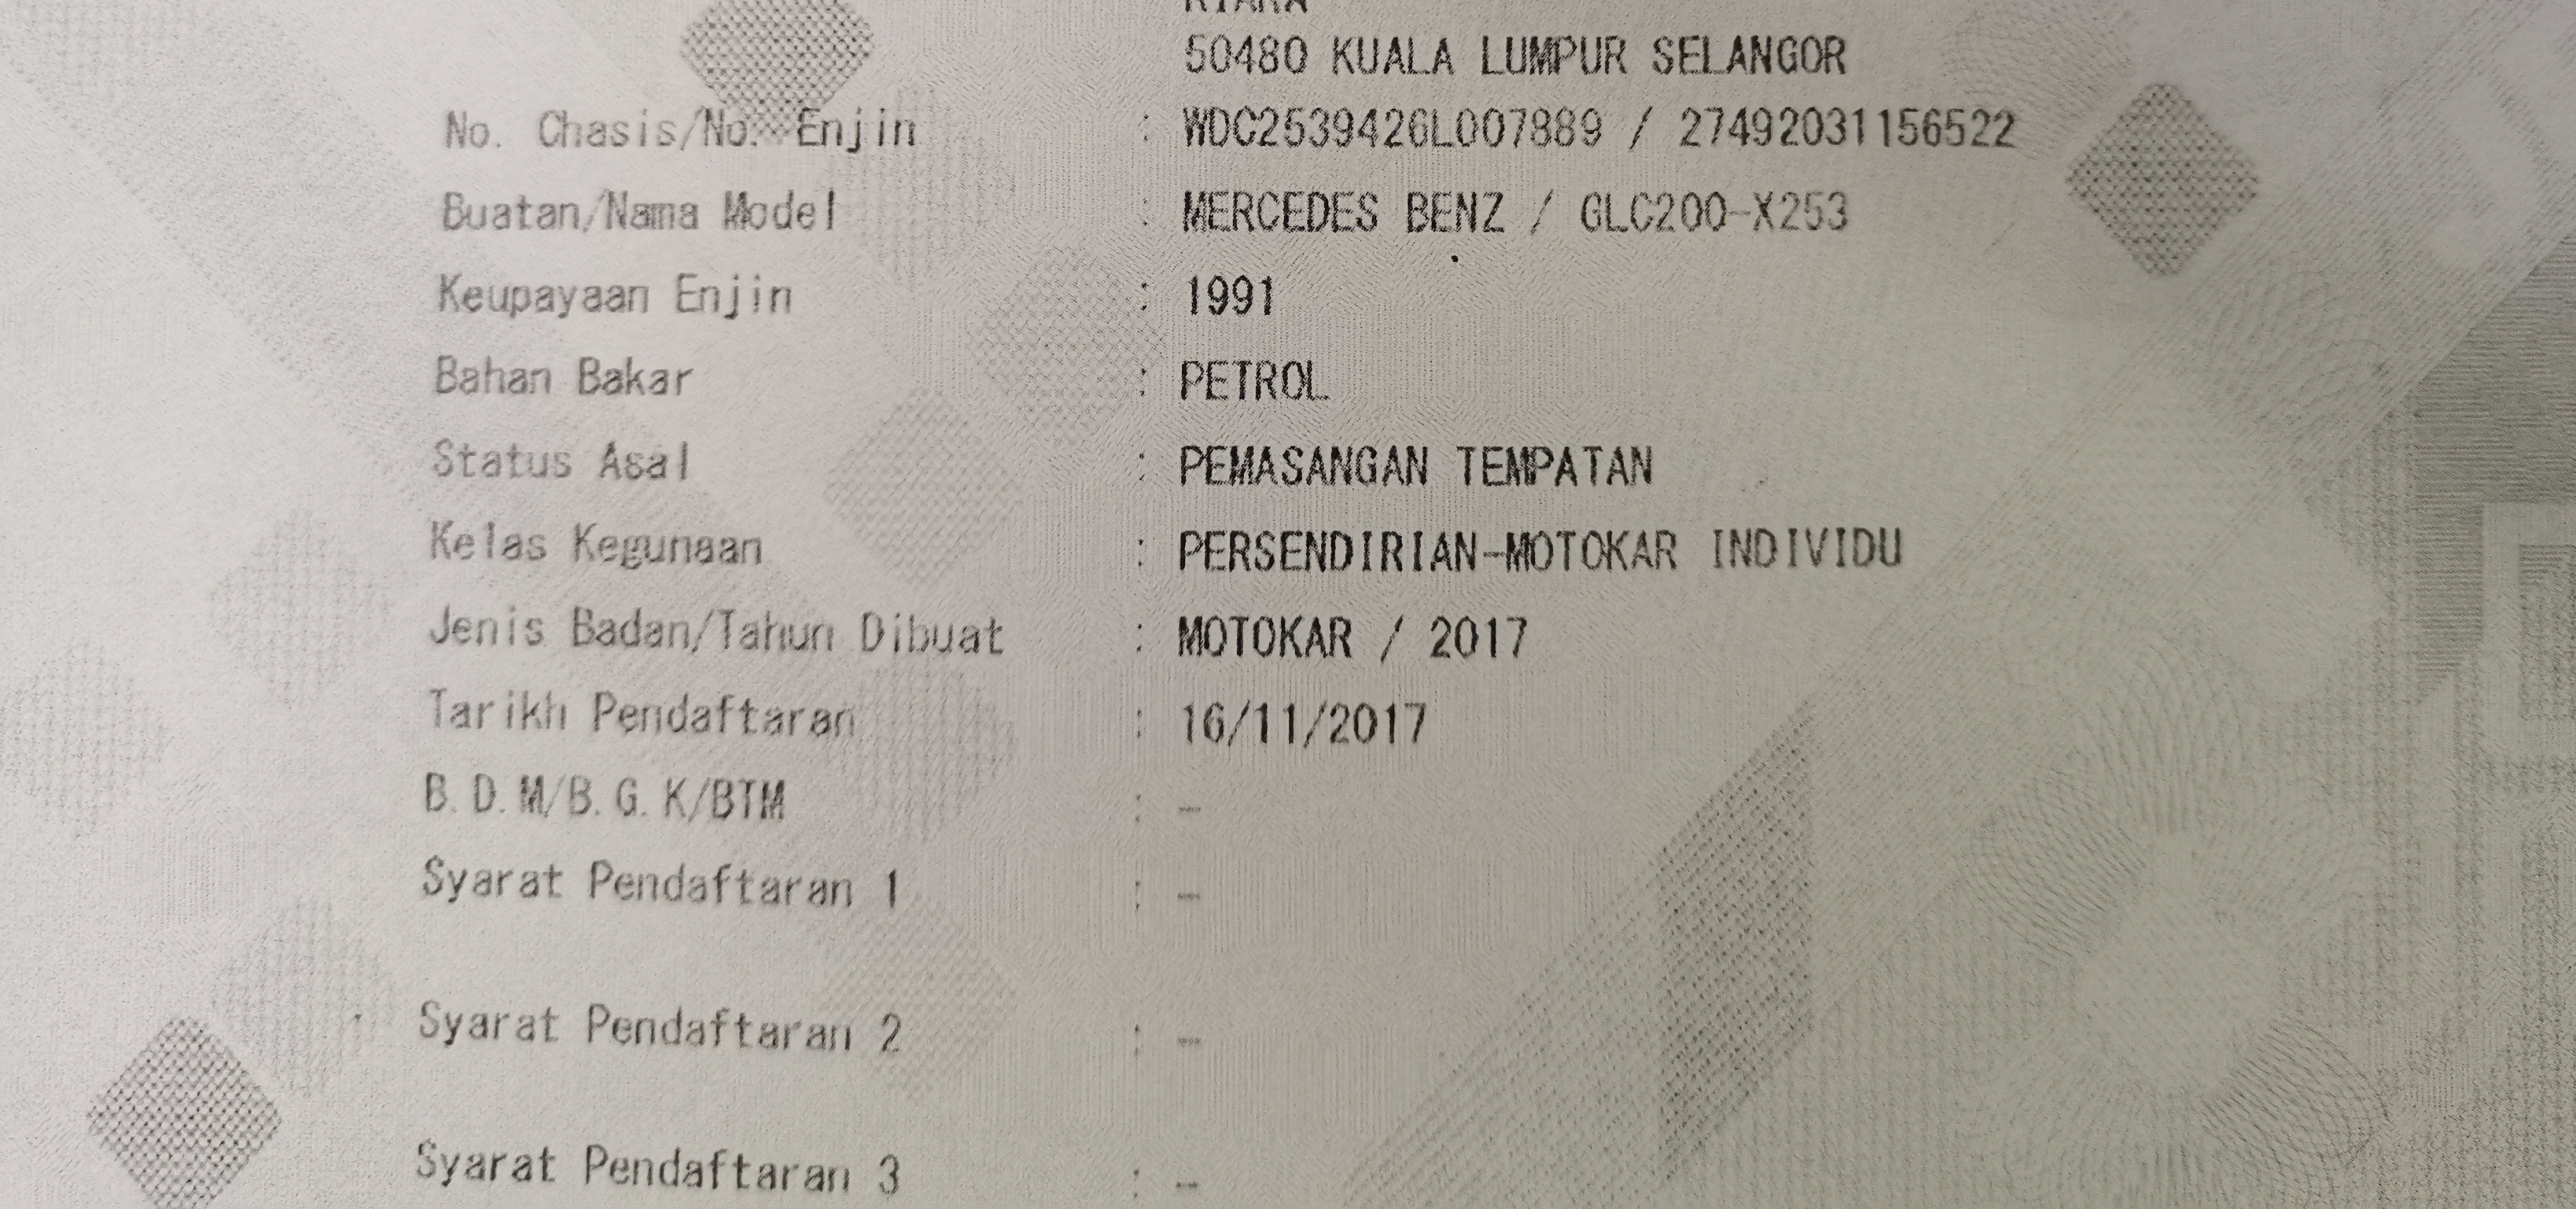 50480 KUALA LUMPUR SELANGOR
No. Chasis/No. Enjin : WDC2539426L007889 / 27492031156522
Buatan/Nama Model : MERCEDES BENZ / GLC200-X253
Keupayaan Enjin : 1991
Bahan Bakar : PETROL
Status Asal : PEMASANGAN TEMPATAN
Kelas Kegunaan : PERSENDIRIAN-MOTOKAR INDIVIDU
Jenis Badan/Tahun Dibuat : MOTOKAR / 2017
Tarikh Pendaftaran : 16/11/2017
B.D.M/B.G.K/BTM : -
Syarat Pendaftaran 1 : -
Syarat Pendaftaran 2 : -
Syarat Pendaftaran 3 : -